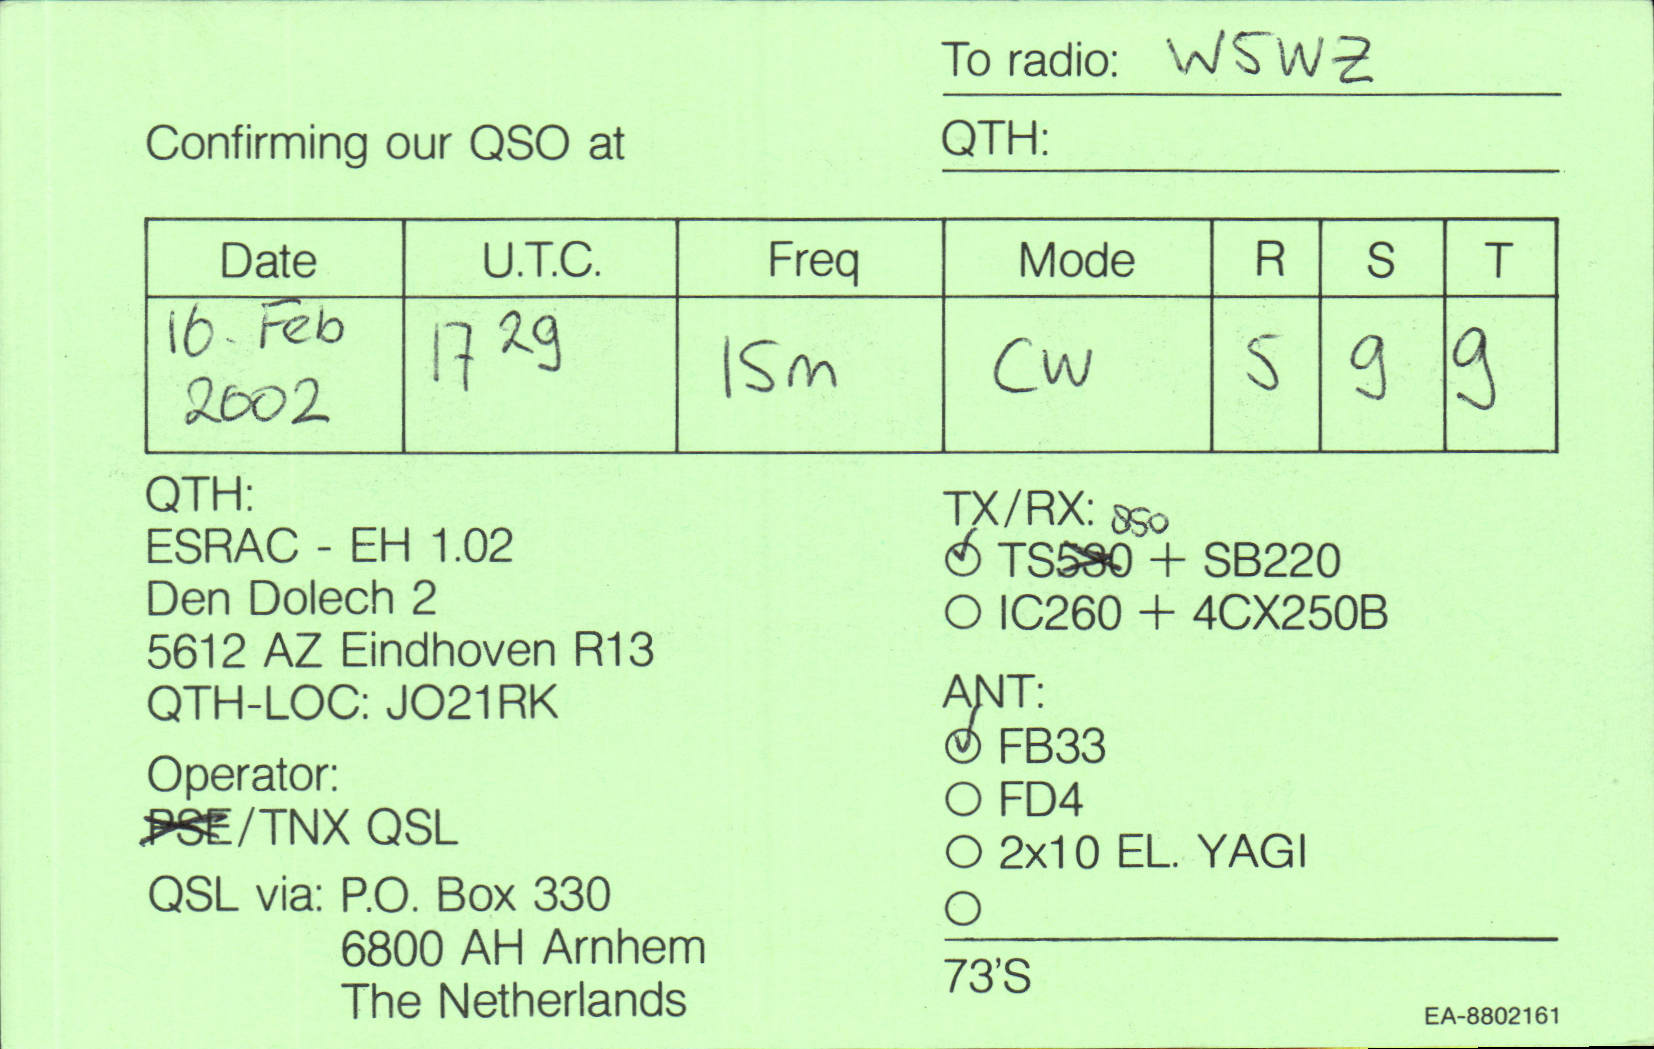 To radio: W5WZ
Confirming our QSO at
QTH:
Date U.T.C. Freq Mode R S T
16. Feb 2002 1729 15m CW 5 9 9
QTH:
ESRAC - EH 1.02
Den Dolech 2
5612 AZ Eindhoven R13
QTH-LOC: JO21RK
Operator:
PSE/TNX QSL
QSL via: P.O. Box 330
6800 AH Arnhem
The Netherlands
TX/RX: 850
TS530 + SB220
IC260 + 4CX250B
ANT:
FB33
FD4
2x10 EL. YAGI
73'S
EA-8802161